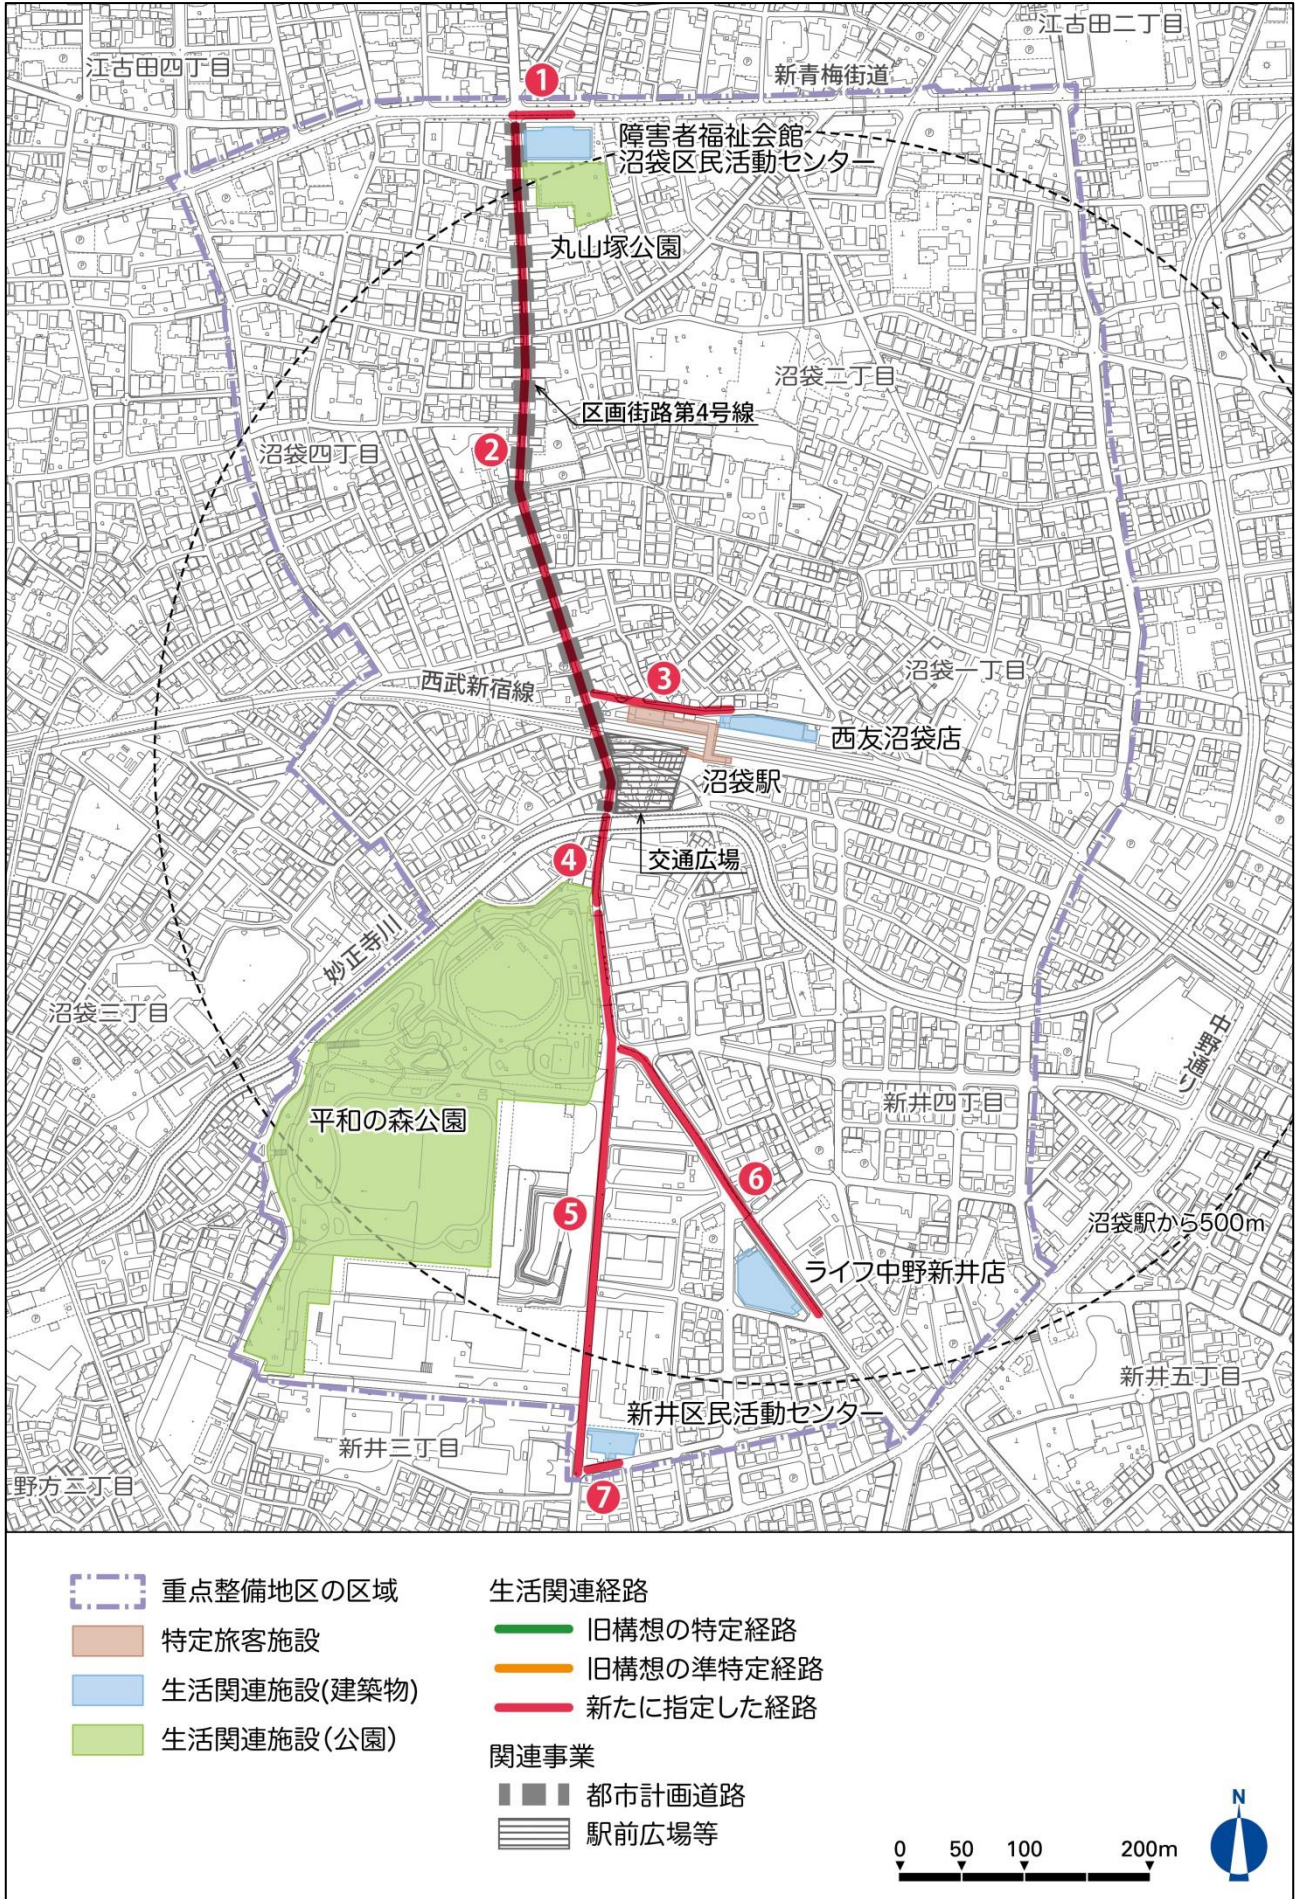 江古田二丁目
江古田四丁目
新青梅街道
1
障害者福祉会館
沼袋区民活動センター
丸山塚公園
沼袋二丁目
区画街路第4号線
2
沼袋四丁目
沼袋一丁目
3
西武新宿線
西友沼袋店
沼袋駅
交通広場
4
妙正寺川
沼袋三丁目
中野通り
平和の森公園
新井四丁目
6
5
沼袋駅から500m
ライフ中野新井店
新井五丁目
新井区民活動センター
新井三丁目
野方二丁目
7
重点整備地区の区域
特定旅客施設
生活関連施設(建築物)
生活関連施設(公園)
生活関連経路
旧構想の特定経路
旧構想の準特定経路
新たに指定した経路
関連事業
都市計画道路
駅前広場等
0 50 100 200m
N